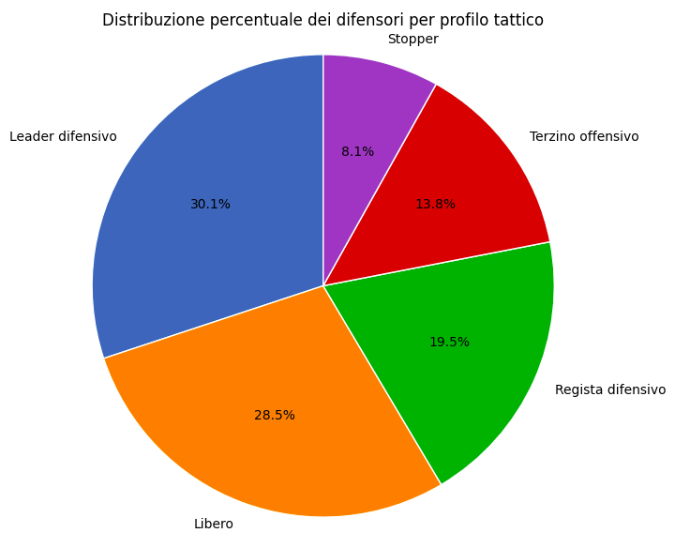 Distribuzione percentuale dei difensori per profilo tattico
Stopper
Leader difensivo
Terzino offensivo
8.1%
30.1%
13.8%
19.5%
Regista difensivo
28.5%
Libero